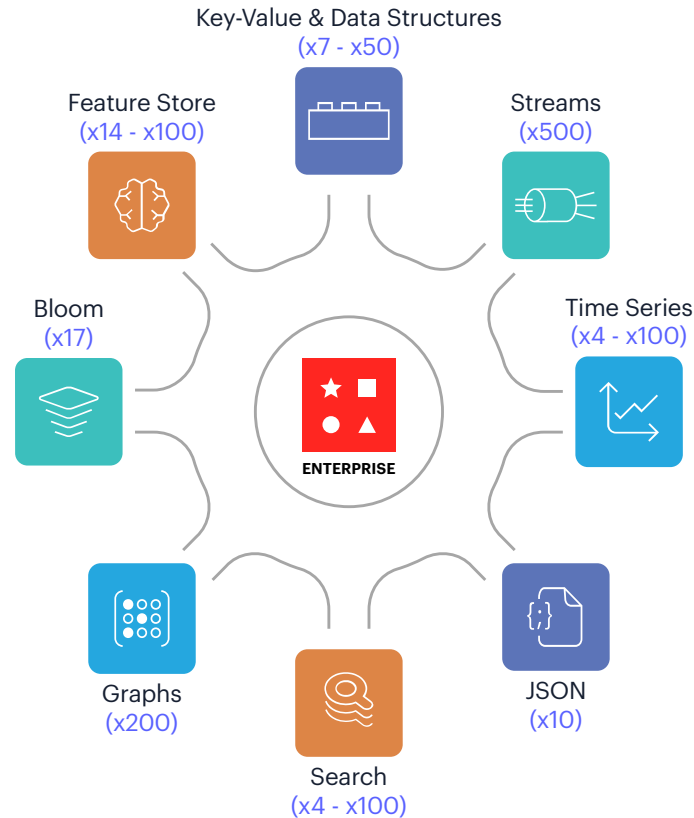 Key-Value & Data Structures
(x7 - x50)
Feature Store
(x14 - x100)
Streams
(x500)
Bloom
(x17)
Time Series
(x4 - x100)
ENTERPRISE
{;}
Graphs
(x200)
JSON
(x10)
Search
(x4 - x100)